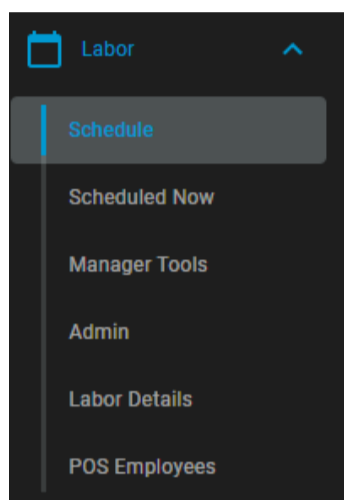 Labor
Schedule
Scheduled Now
Manager Tools
Admin
Labor Details
POS Employees